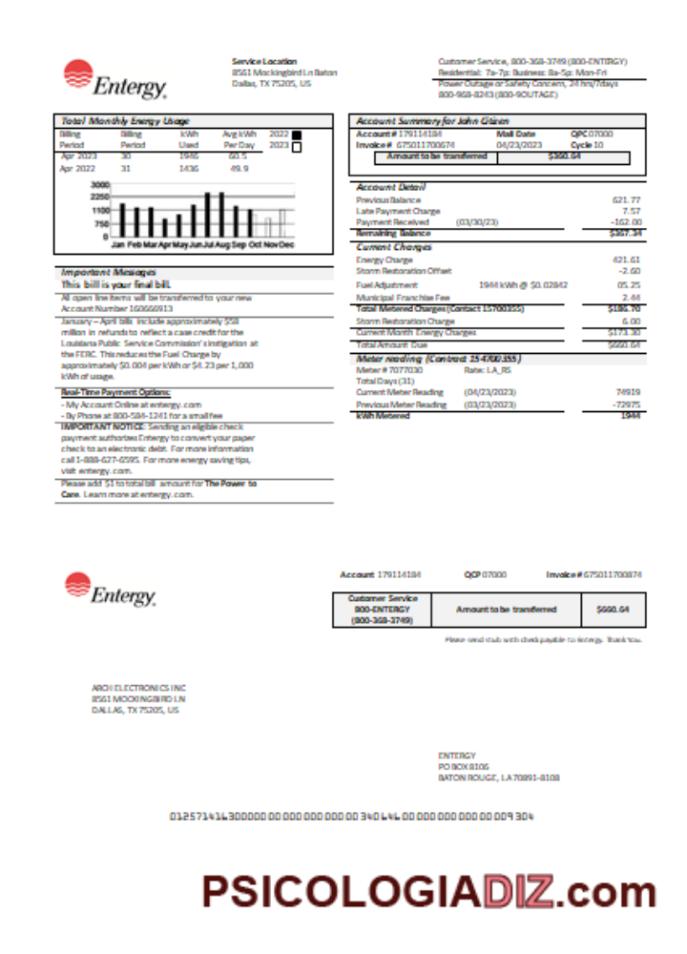 Entergy
Service Location
8561 Mockingbird Ln Baton
Dallas, TX 75205, US
Customer Service, 800-368-3749 (800-ENTERGY)
Residential: 7a-7p: Business: 8a-5p: Mon-Fri
Power Outage or Safety Concern, 24 hrs/7days
800-968-8243 (800-9OUTAGE)
Total Monthly Energy Usage
Billing Billing kWh Avg kWh 2022
Period Period Used Per Day 2023
Apr 2023 30 1946 60.5
Apr 2022 31 1436 49.9
3000
2250
1100
750
0
Jan Feb Mar Apr May Jun Jul Aug Sep Oct Nov Dec
Important Messages
This bill is your final bill.
All open line items will be transferred to your new
Account Number 160666913
January – April bills include approximately $58
million in refunds to reflect a case credit for the
Louisiana Public Service Commission's instigation at
the FERC. This reduces the Fuel Charge by
approximately $0.004 per kWh or $4.23 per 1,000
kWh of usage.
Real-Time Payment Options:
- My Account Online at entergy.com
- By Phone at 800-584-1241 for a small fee
IMPORTANT NOTICE: Sending an eligible check
payment authorizes Entergy to convert your paper
check to an electronic debt. For more information
call 1-888-627-6595. For more energy saving tips,
visit entergy.com.
Please add $1 to total bill amount for The Power to
Care. Learn more at entergy.com.
Account Summary for John Citizen
Account # 179114184 Mail Date QPC 07000
Invoice # 675011700674 04/23/2023 Cycle 10
Amount to be transferred $360.64
Account Detail
Previous Balance 621.77
Late Payment Charge 7.57
Payment Received (03/30/23) -162.00
Remaining Balance $367.34
Current Charges
Energy Charge 421.61
Storm Restoration Offset -2.60
Fuel Adjustment 1944 kWh @ $0.02842 05.25
Municipal Franchise Fee 2.44
Total Metered Charges (Contact 15700355) $186.70
Storm Restoration Charge 6.00
Current Month Energy Charges $173.30
Total Amount Due $660.64
Meter reading (Contract 154700355)
Meter # 7077030 Rate: LA_RS
Total Days (31)
Current Meter Reading (04/23/2023) 74919
Previous Meter Reading (03/23/2023) -72975
kWh Metered 1944
Entergy
Account 179114184 QCP 07000 Invoice # 675011700874
Customer Service
800-ENTERGY
(800-368-3749)
Amount to be transferred $660.64
Please send stub with check payable to Entergy. Thank You.
ARCH ELECTRONICS INC
8561 MOCKINGBIRD LN
DALLAS, TX 75205, US
ENTERGY
PO BOX 8106
BATON ROUGE, LA 70891-8108
PSICOLOGIADIZ.com